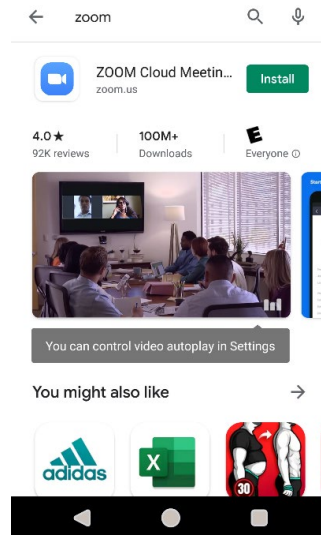 zoom
ZOOM Cloud Meetin...
zoom.us
Install
4.0★
92K reviews
100M+
Downloads
E
Everyone ⓘ
Start
You can control video autoplay in Settings
You might also like
adidas
X
30